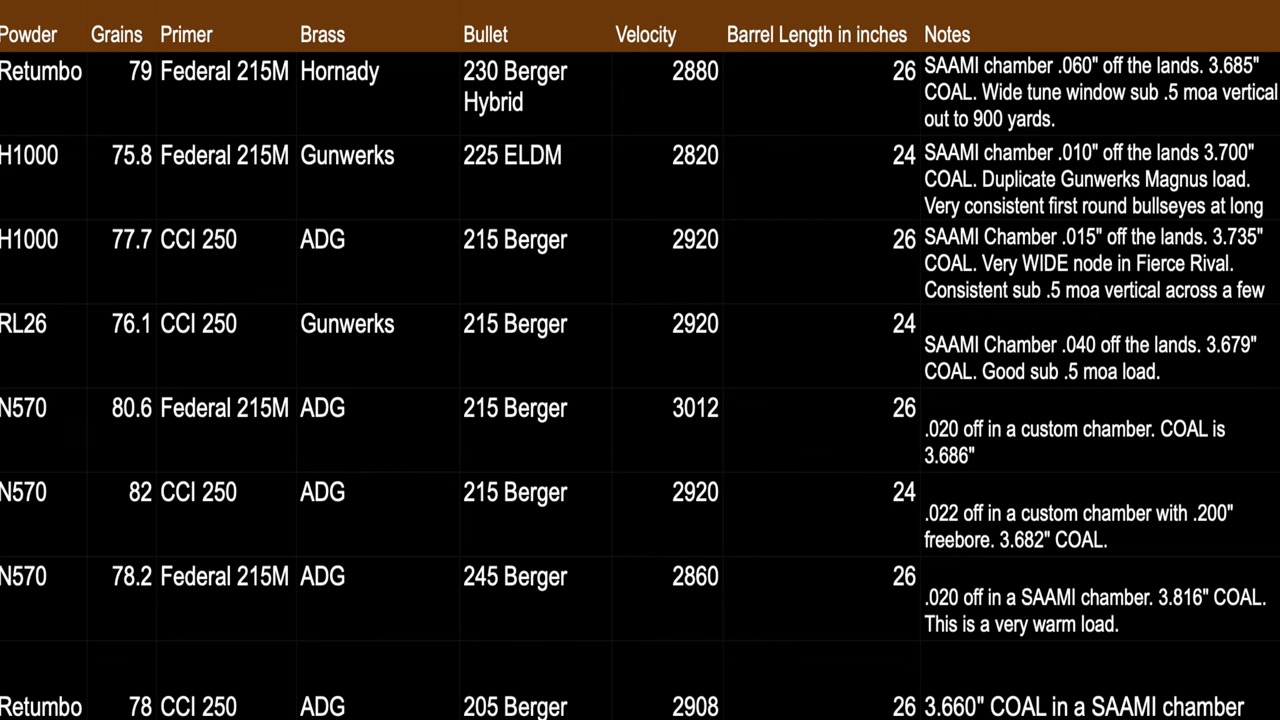 Powder Grains Primer Brass Bullet Velocity Barrel Length in inches Notes
Retumbo 79 Federal 215M Hornady 230 Berger Hybrid 2880 26 SAAMI chamber .060" off the lands. 3.685"
COAL. Wide tune window sub .5 moa vertical
out to 900 yards.
H1000 75.8 Federal 215M Gunwerks 225 ELDM 2820 24 SAAMI chamber .010" off the lands 3.700"
COAL. Duplicate Gunwerks Magnus load.
Very consistent first round bullseyes at long
H1000 77.7 CCI 250 ADG 215 Berger 2920 26 SAAMI Chamber .015" off the lands. 3.735"
COAL. Very WIDE node in Fierce Rival.
Consistent sub .5 moa vertical across a few
RL26 76.1 CCI 250 Gunwerks 215 Berger 2920 24
SAAMI Chamber .040 off the lands. 3.679"
COAL. Good sub .5 moa load.
N570 80.6 Federal 215M ADG 215 Berger 3012 26
.020 off in a custom chamber. COAL is
3.686"
N570 82 CCI 250 ADG 215 Berger 2920 24
.022 off in a custom chamber with .200"
freebore. 3.682" COAL.
N570 78.2 Federal 215M ADG 245 Berger 2860 26
.020 off in a SAAMI chamber. 3.816" COAL.
This is a very warm load.
Retumbo 78 CCI 250 ADG 205 Berger 2908 26 3.660" COAL in a SAAMI chamber